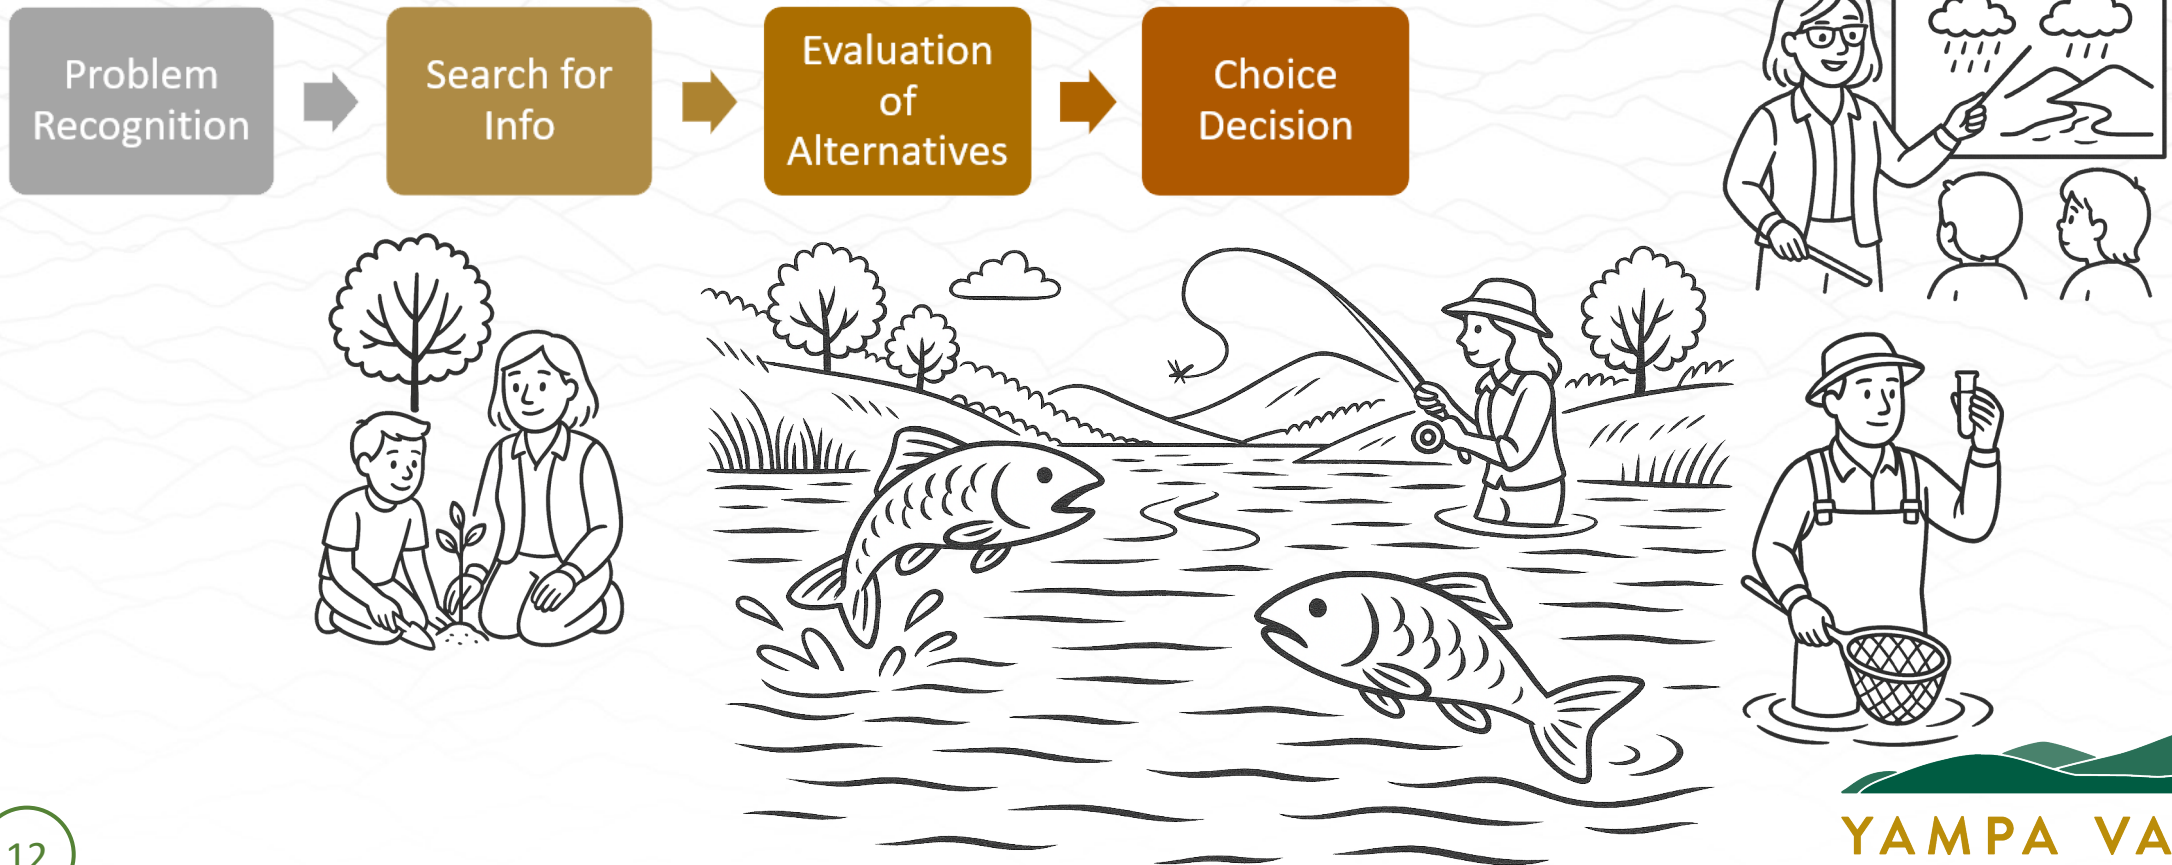 Problem
Recognition
Search for
Info
Evaluation
of
Alternatives
Choice
Decision
12
YAMPA VA